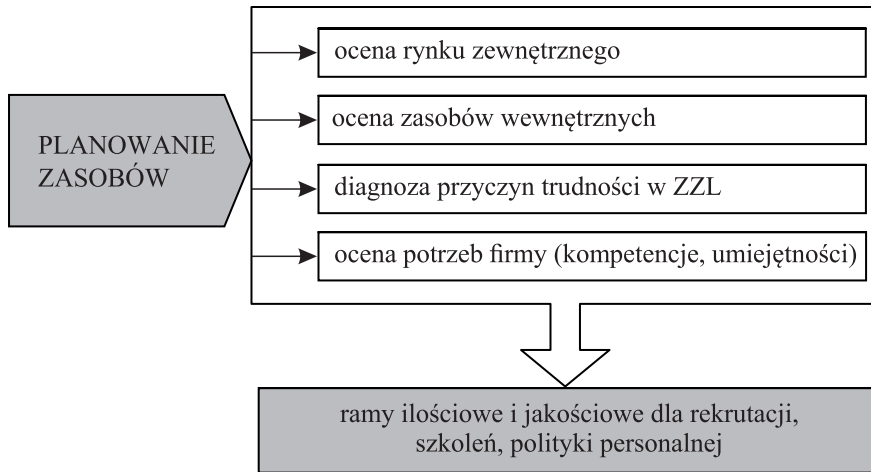 ocena rynku zewnętrznego
ocena zasobów wewnętrznych
PLANOWANIE
ZASOBÓW
diagnoza przyczyn trudności w ZZL
ocena potrzeb firmy (kompetencje, umiejętności)
ramy ilościowe i jakościowe dla rekrutacji,
szkoleń, polityki personalnej